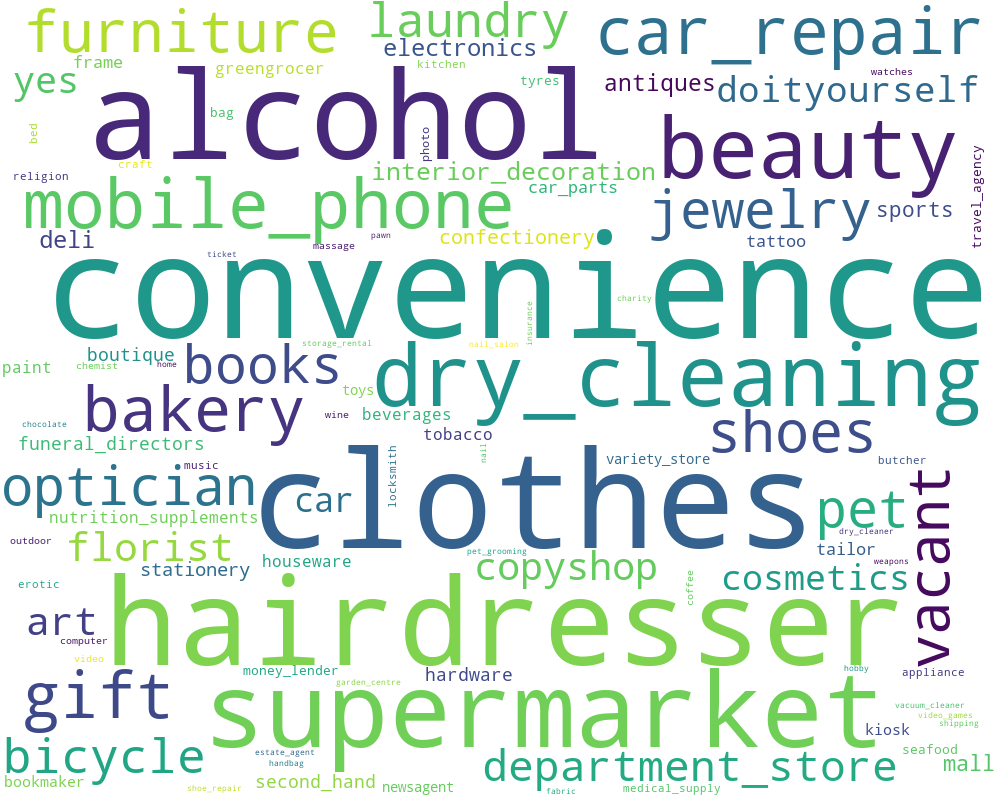 furniture
laundry
car_repair
electronics
frame
greengrocer
kitchen
yes
tyres
antiques
watches
doityourself
alcohol
bag
bed
photo
beauty
craft
religion
interior_decoration
car_parts
travel_agency
mobile_phone
jewelry
sports
deli
massage
pawn
confectionery
tattoo
ticket
convenience
charity
insurance
storage_rental
nail_salon
boutique
books
paint
chemist
home
dry_cleaning
toys
bakery
wine
beverages
shoes
chocolate
funeral_directors
tobacco
nail
locksmith
variety_store
butcher
music
optician
clothes
car
pet
vacant
nutrition_supplements
dry_cleaner
outdoor
florist
pet_grooming
tailor
houseware
stationery
copyshop
weapons
cosmetics
coffee
erotic
hairdresser
art
computer
video
money_lender
hardware
hobby
appliance
gift
garden_centre
supermarket
vacuum_cleaner
video_games
shipping
kiosk
bicycle
estate_agent
handbag
department_store
seafood
mall
bookmaker
shoe_repair
second_hand
newsagent
fabric
medical_supply